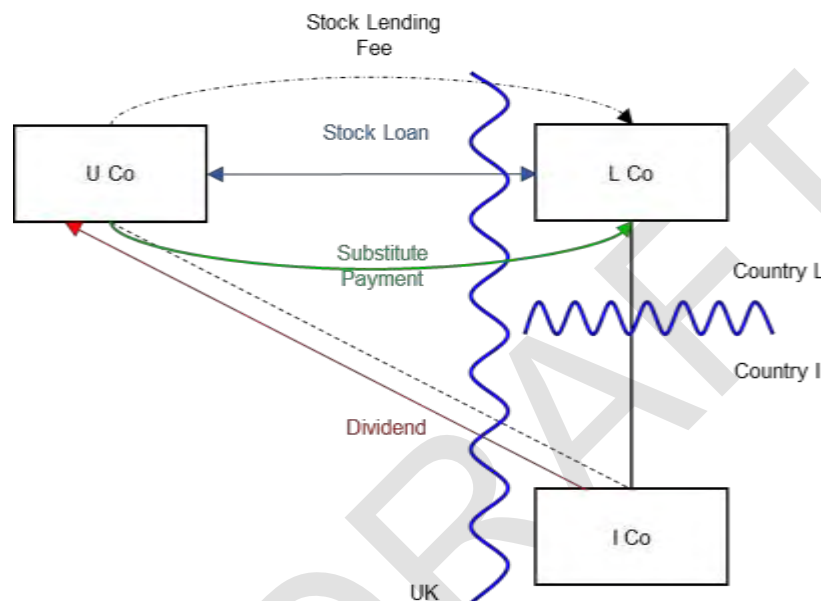 Stock Lending
Fee
U Co
Stock Loan
L Co
Substitute
Payment
Country L
Country I
Dividend
I Co
UK
DRAFT